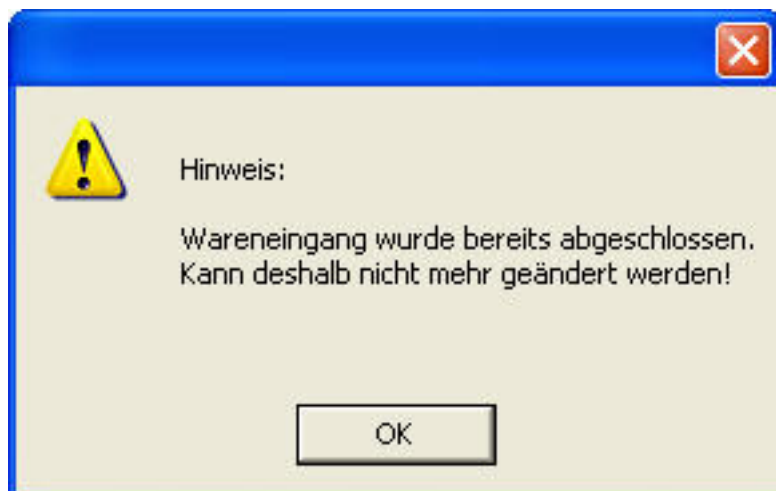 Hinweis:
Wareneingang wurde bereits abgeschlossen.
Kann deshalb nicht mehr geändert werden!
OK